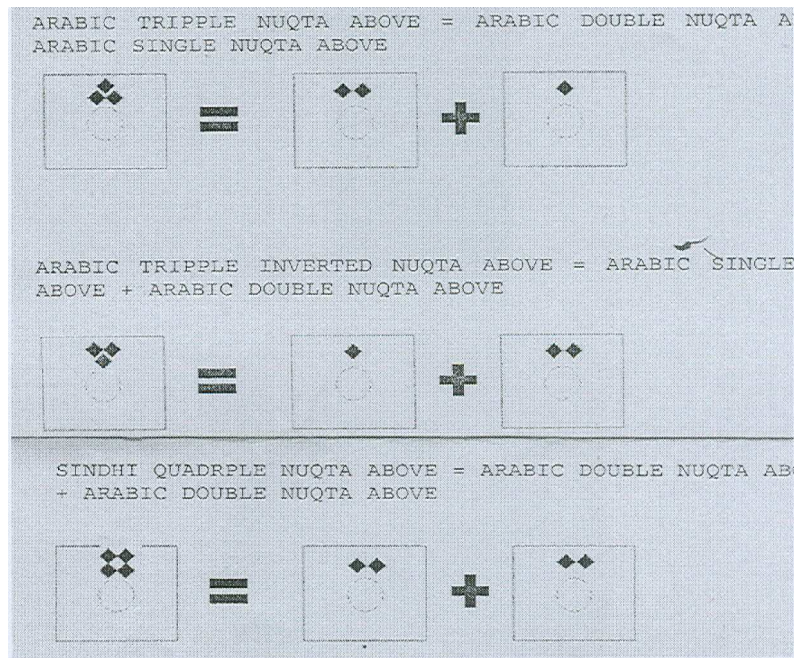 ARABIC TRIPPLE NUQTA ABOVE = ARABIC DOUBLE NUQTA A
ARABIC SINGLE NUQTA ABOVE
=
+
ARABIC TRIPPLE INVERTED NUQTA ABOVE = ARABIC SINGLE
ABOVE + ARABIC DOUBLE NUQTA ABOVE
=
+
SINDHI QUADRPLE NUQTA ABOVE = ARABIC DOUBLE NUQTA AB
+ ARABIC DOUBLE NUQTA ABOVE
=
+